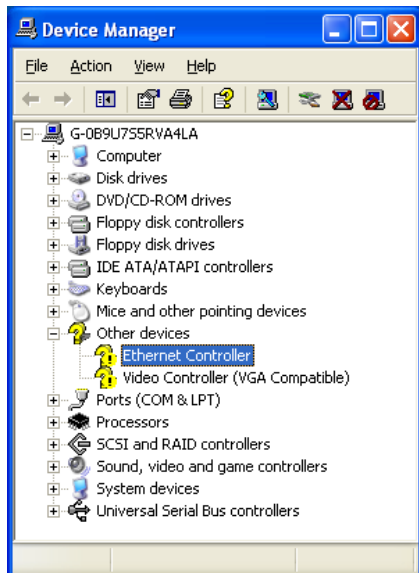 Device Manager
File Action View Help
G-0B9U7S5RVA4LA
Computer
Disk drives
DVD/CD-ROM drives
Floppy disk controllers
Floppy disk drives
IDE ATA/ATAPI controllers
Keyboards
Mice and other pointing devices
Other devices
Ethernet Controller
Video Controller (VGA Compatible)
Ports (COM & LPT)
Processors
SCSI and RAID controllers
Sound, video and game controllers
System devices
Universal Serial Bus controllers